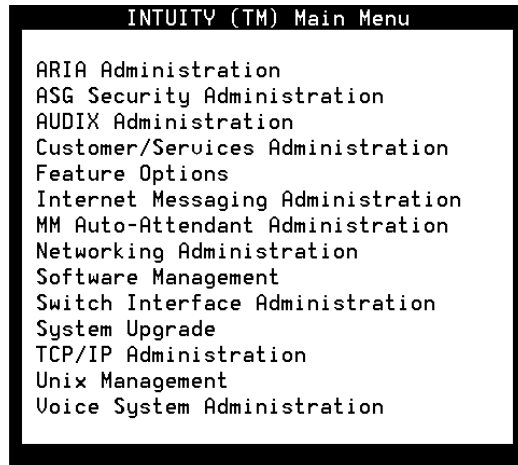 INTUITY (TM) Main Menu
ARIA Administration
ASG Security Administration
AUDIX Administration
Customer/Services Administration
Feature Options
Internet Messaging Administration
MM Auto-Attendant Administration
Networking Administration
Software Management
Switch Interface Administration
System Upgrade
TCP/IP Administration
Unix Management
Voice System Administration